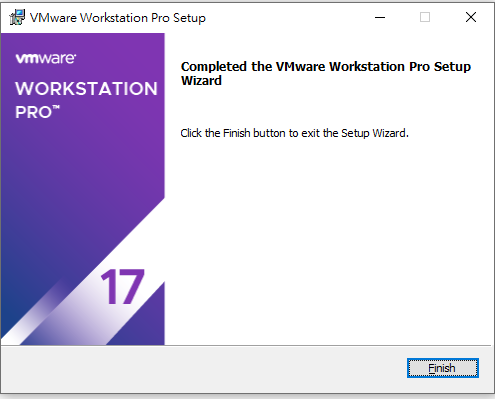 VMware Workstation Pro Setup
vmware®
WORKSTATION
PRO™
17
Completed the VMware Workstation Pro Setup
Wizard
Click the Finish button to exit the Setup Wizard.
Finish